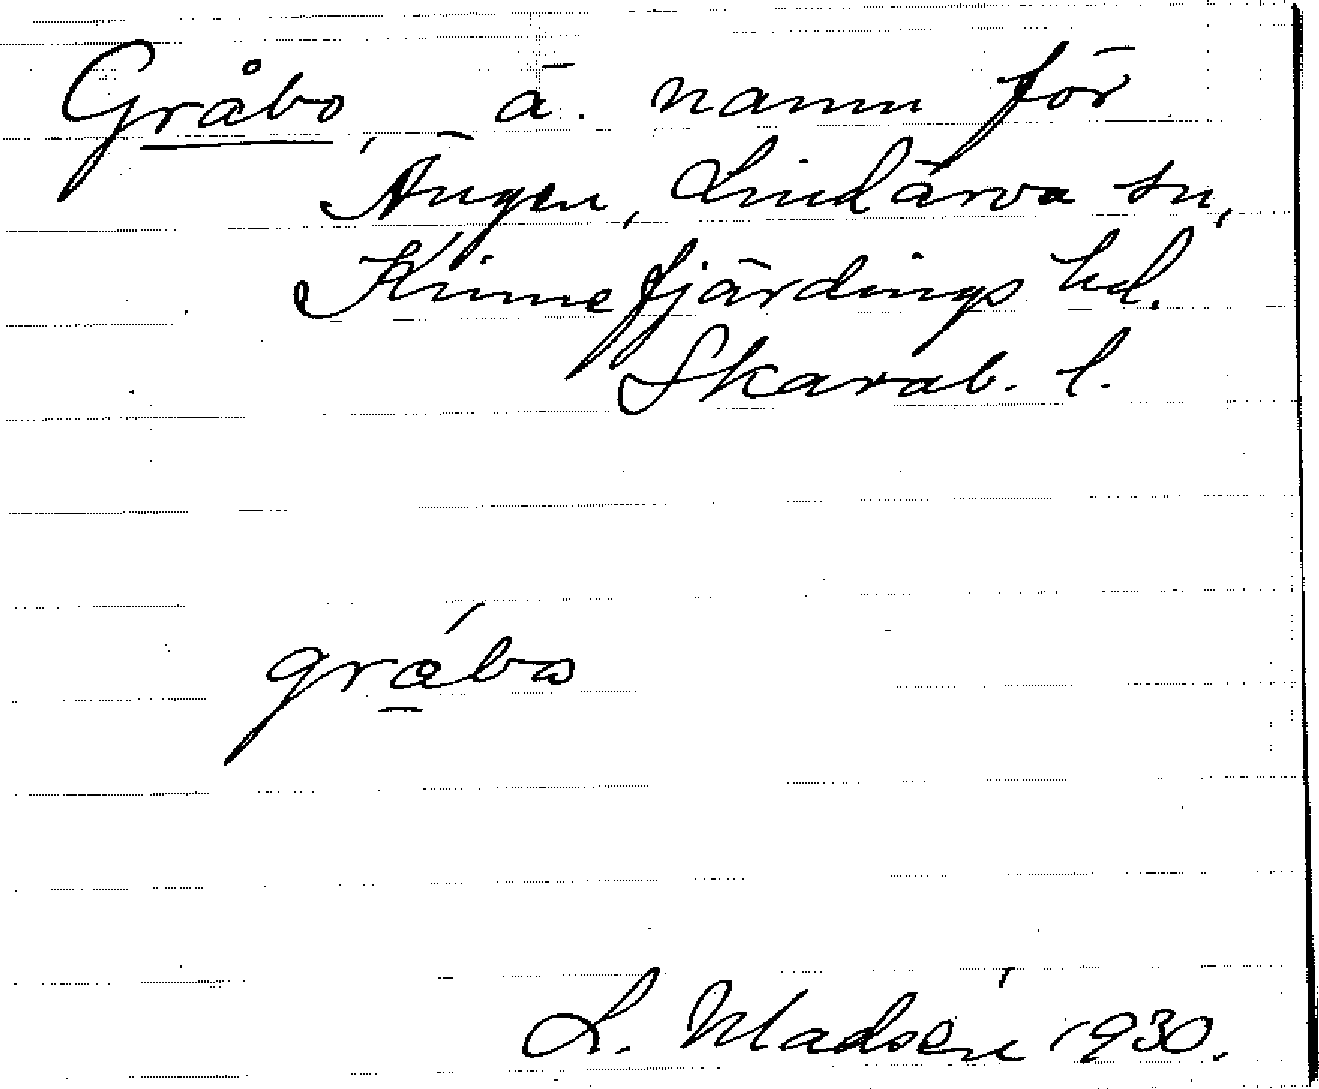 Gråbo, ä. namn för
Ängen, Lindärva sn,
Kinnefjärdings hd.
Skarab. l.
gråbo
L. Madsén 1930.